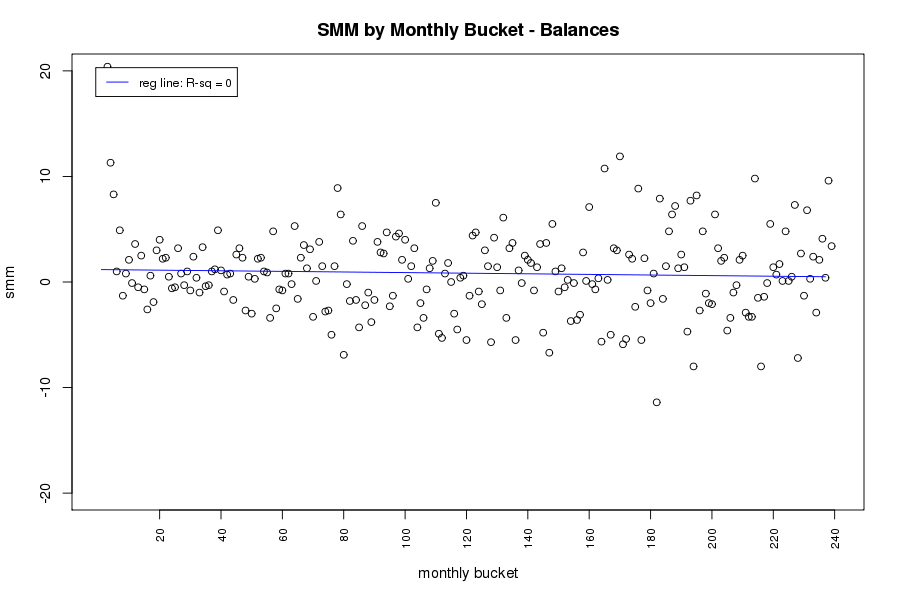 SMM by Monthly Bucket - Balances
reg line: R-sq = 0
20
10
0
-10
-20
smm
20 40 60 80 100 120 140 160 180 200 220 240
monthly bucket